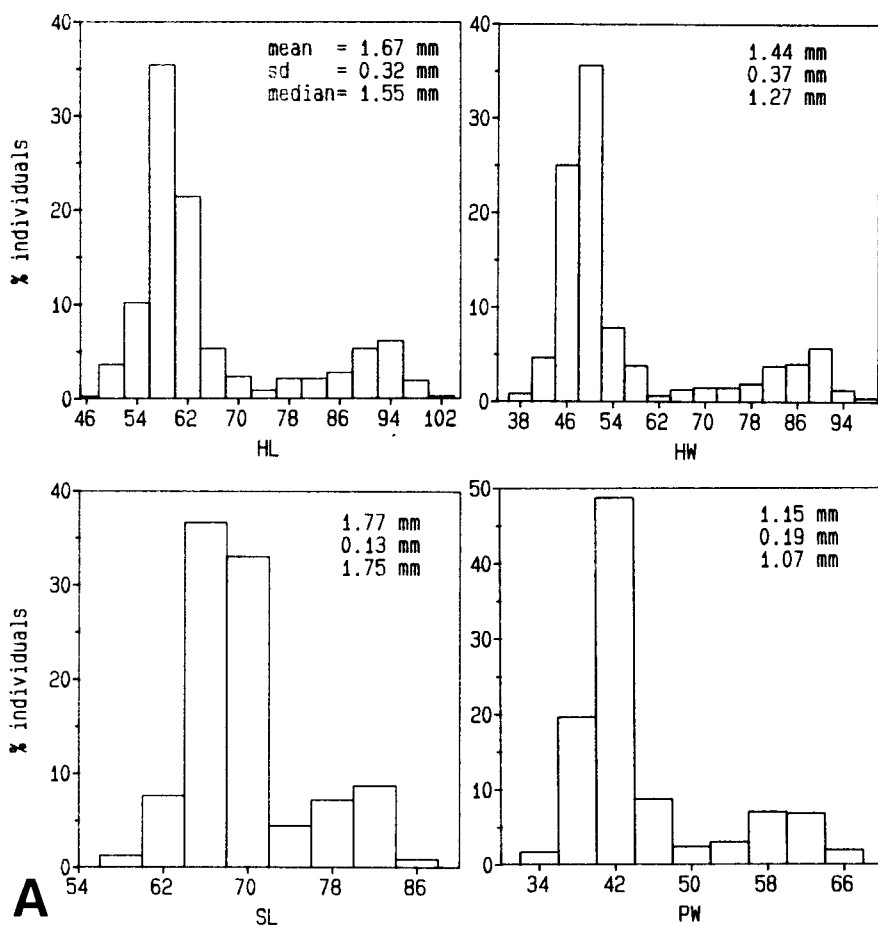 40
30
20
10
0
% individuals
mean = 1.67 mm
sd = 0.32 mm
median= 1.55 mm
46 54 62 70 78 86 94 102
HL
40
30
20
10
0
1.44 mm
0.37 mm
1.27 mm
38 46 54 62 70 78 86 94
HW
40
30
20
10
0
% individuals
1.77 mm
0.13 mm
1.75 mm
54 62 70 78 86
SL
50
40
30
20
10
0
1.15 mm
0.19 mm
1.07 mm
34 42 50 58 66
PW
A